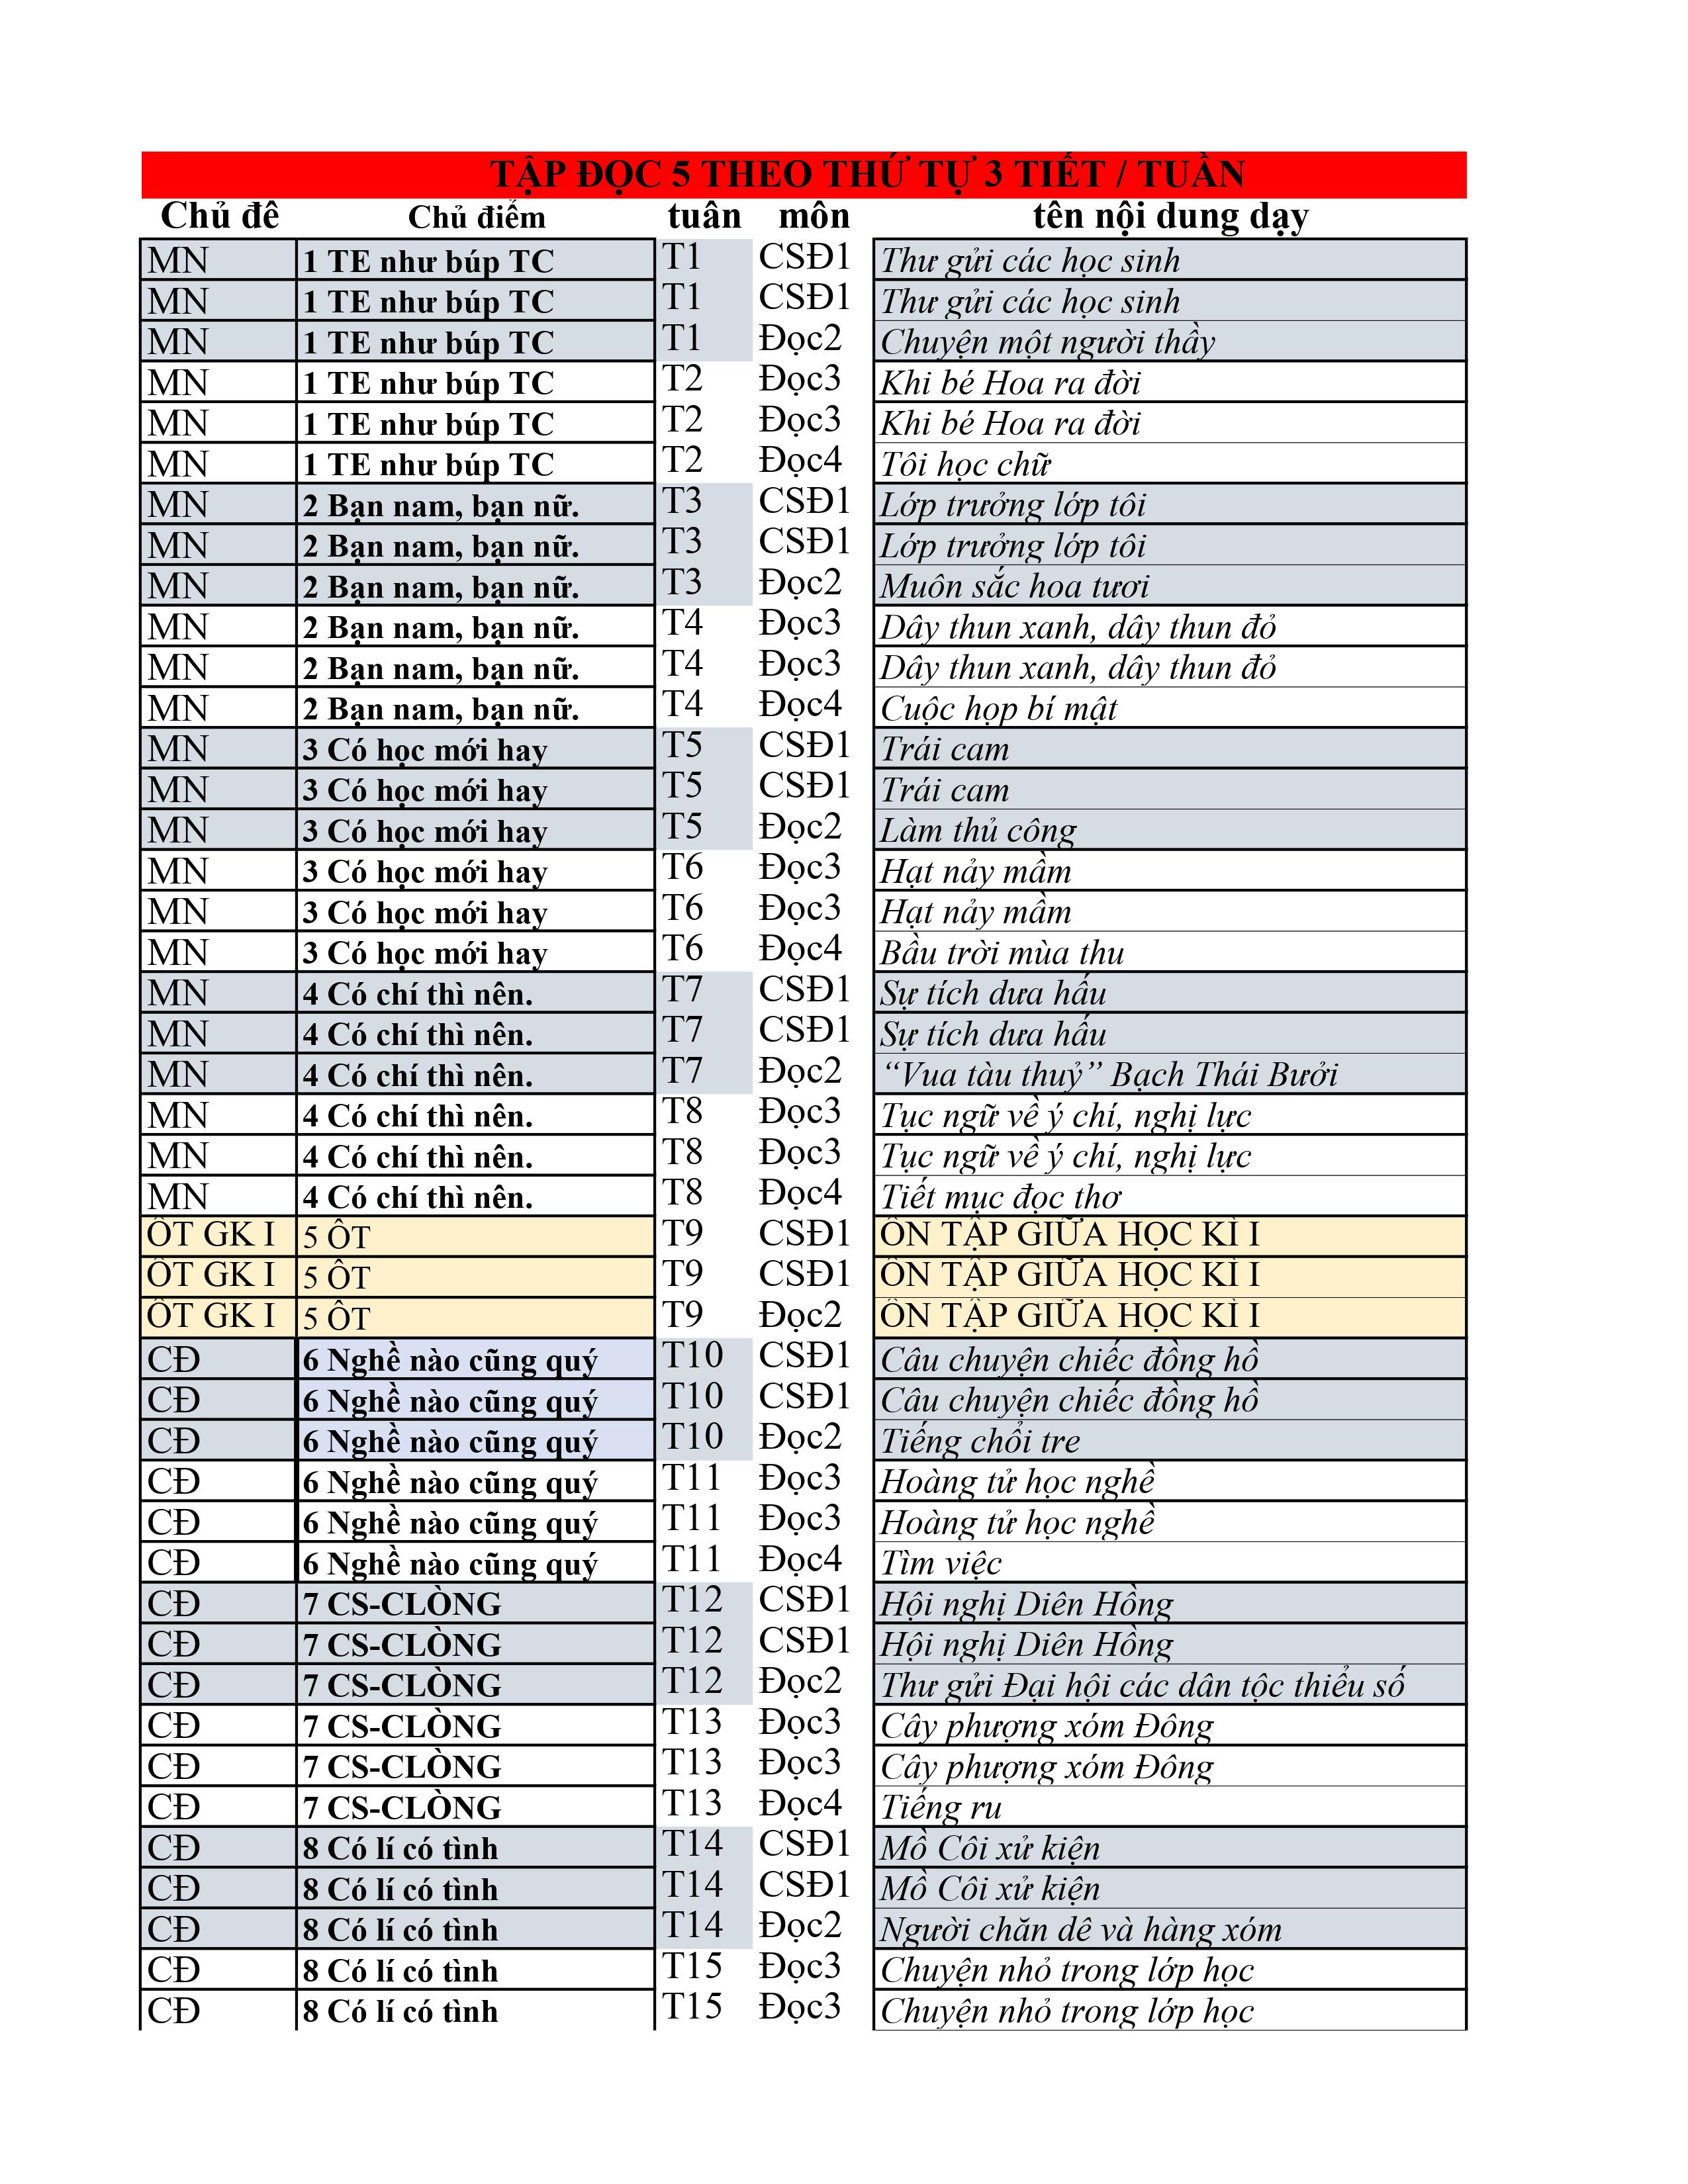 TẬP ĐỌC 5 THEO THỨ TỰ 3 TIẾT / TUẦN
Chủ đề Chủ điểm tuần môn tên nội dung dạy
MN 1 TE như búp TC T1 CSĐ1 Thư gửi các học sinh
MN 1 TE như búp TC T1 CSĐ1 Thư gửi các học sinh
MN 1 TE như búp TC T1 Đọc2 Chuyện một người thầy
MN 1 TE như búp TC T2 Đọc3 Khi bé Hoa ra đời
MN 1 TE như búp TC T2 Đọc3 Khi bé Hoa ra đời
MN 1 TE như búp TC T2 Đọc4 Tôi học chữ
MN 2 Bạn nam, bạn nữ. T3 CSĐ1 Lớp trưởng lớp tôi
MN 2 Bạn nam, bạn nữ. T3 CSĐ1 Lớp trưởng lớp tôi
MN 2 Bạn nam, bạn nữ. T3 Đọc2 Muôn sắc hoa tươi
MN 2 Bạn nam, bạn nữ. T4 Đọc3 Dây thun xanh, dây thun đỏ
MN 2 Bạn nam, bạn nữ. T4 Đọc3 Dây thun xanh, dây thun đỏ
MN 2 Bạn nam, bạn nữ. T4 Đọc4 Cuộc họp bí mật
MN 3 Có học mới hay T5 CSĐ1 Trái cam
MN 3 Có học mới hay T5 CSĐ1 Trái cam
MN 3 Có học mới hay T5 Đọc2 Làm thủ công
MN 3 Có học mới hay T6 Đọc3 Hạt nảy mầm
MN 3 Có học mới hay T6 Đọc3 Hạt nảy mầm
MN 3 Có học mới hay T6 Đọc4 Bầu trời mùa thu
MN 4 Có chí thì nên. T7 CSĐ1 Sự tích dưa hấu
MN 4 Có chí thì nên. T7 CSĐ1 Sự tích dưa hấu
MN 4 Có chí thì nên. T7 Đọc2 “Vua tàu thuỷ” Bạch Thái Bưởi
MN 4 Có chí thì nên. T8 Đọc3 Tục ngữ về ý chí, nghị lực
MN 4 Có chí thì nên. T8 Đọc3 Tục ngữ về ý chí, nghị lực
MN 4 Có chí thì nên. T8 Đọc4 Tiết mục đọc thơ
ÔT GK I 5 ÔT T9 CSĐ1 ÔN TẬP GIỮA HỌC KÌ I
ÔT GK I 5 ÔT T9 CSĐ1 ÔN TẬP GIỮA HỌC KÌ I
ÔT GK I 5 ÔT T9 Đọc2 ÔN TẬP GIỮA HỌC KÌ I
CĐ 6 Nghề nào cũng quý T10 CSĐ1 Câu chuyện chiếc đồng hồ
CĐ 6 Nghề nào cũng quý T10 CSĐ1 Câu chuyện chiếc đồng hồ
CĐ 6 Nghề nào cũng quý T10 Đọc2 Tiếng chổi tre
CĐ 6 Nghề nào cũng quý T11 Đọc3 Hoàng tử học nghề
CĐ 6 Nghề nào cũng quý T11 Đọc3 Hoàng tử học nghề
CĐ 6 Nghề nào cũng quý T11 Đọc4 Tìm việc
CĐ 7 CS-CLÒNG T12 CSĐ1 Hội nghị Diên Hồng
CĐ 7 CS-CLÒNG T12 CSĐ1 Hội nghị Diên Hồng
CĐ 7 CS-CLÒNG T12 Đọc2 Thư gửi Đại hội các dân tộc thiểu số
CĐ 7 CS-CLÒNG T13 Đọc3 Cây phượng xóm Đông
CĐ 7 CS-CLÒNG T13 Đọc3 Cây phượng xóm Đông
CĐ 7 CS-CLÒNG T13 Đọc4 Tiếng ru
CĐ 8 Có lí có tình T14 CSĐ1 Mồ Côi xử kiện
CĐ 8 Có lí có tình T14 CSĐ1 Mồ Côi xử kiện
CĐ 8 Có lí có tình T14 Đọc2 Người chăn dê và hàng xóm
CĐ 8 Có lí có tình T15 Đọc3 Chuyện nhỏ trong lớp học
CĐ 8 Có lí có tình T15 Đọc3 Chuyện nhỏ trong lớp học